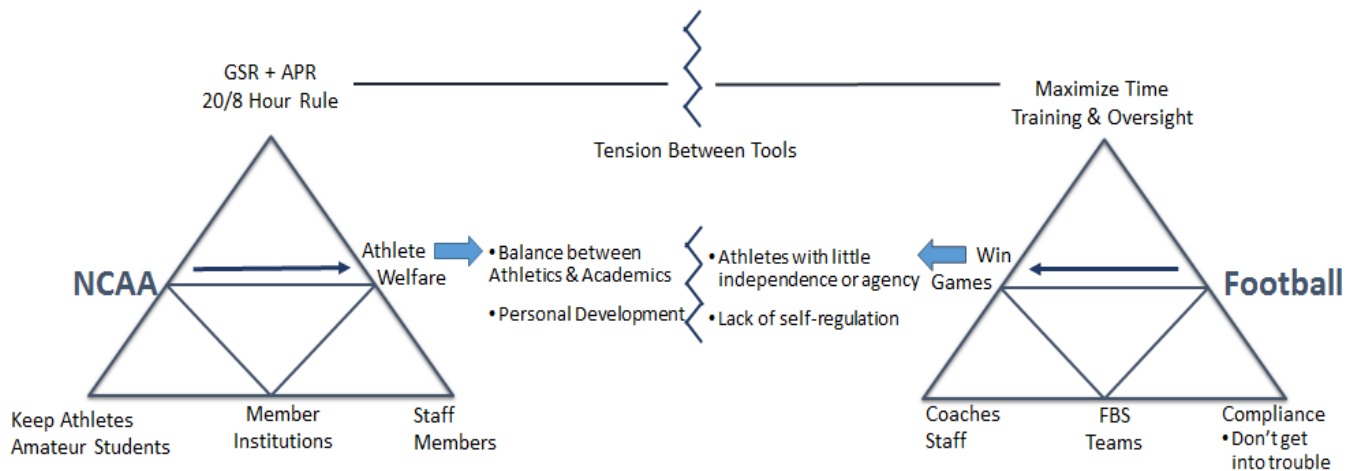 GSR + APR
20/8 Hour Rule
Maximize Time
Training & Oversight
Tension Between Tools
NCAA
Athlete
Welfare
• Balance between
Athletics & Academics
• Personal Development
• Athletes with little
independence or agency
• Lack of self-regulation
Win
Games
Football
Keep Athletes
Amateur Students
Member
Institutions
Staff
Members
Coaches
Staff
FBS
Teams
Compliance
• Don't get
into trouble